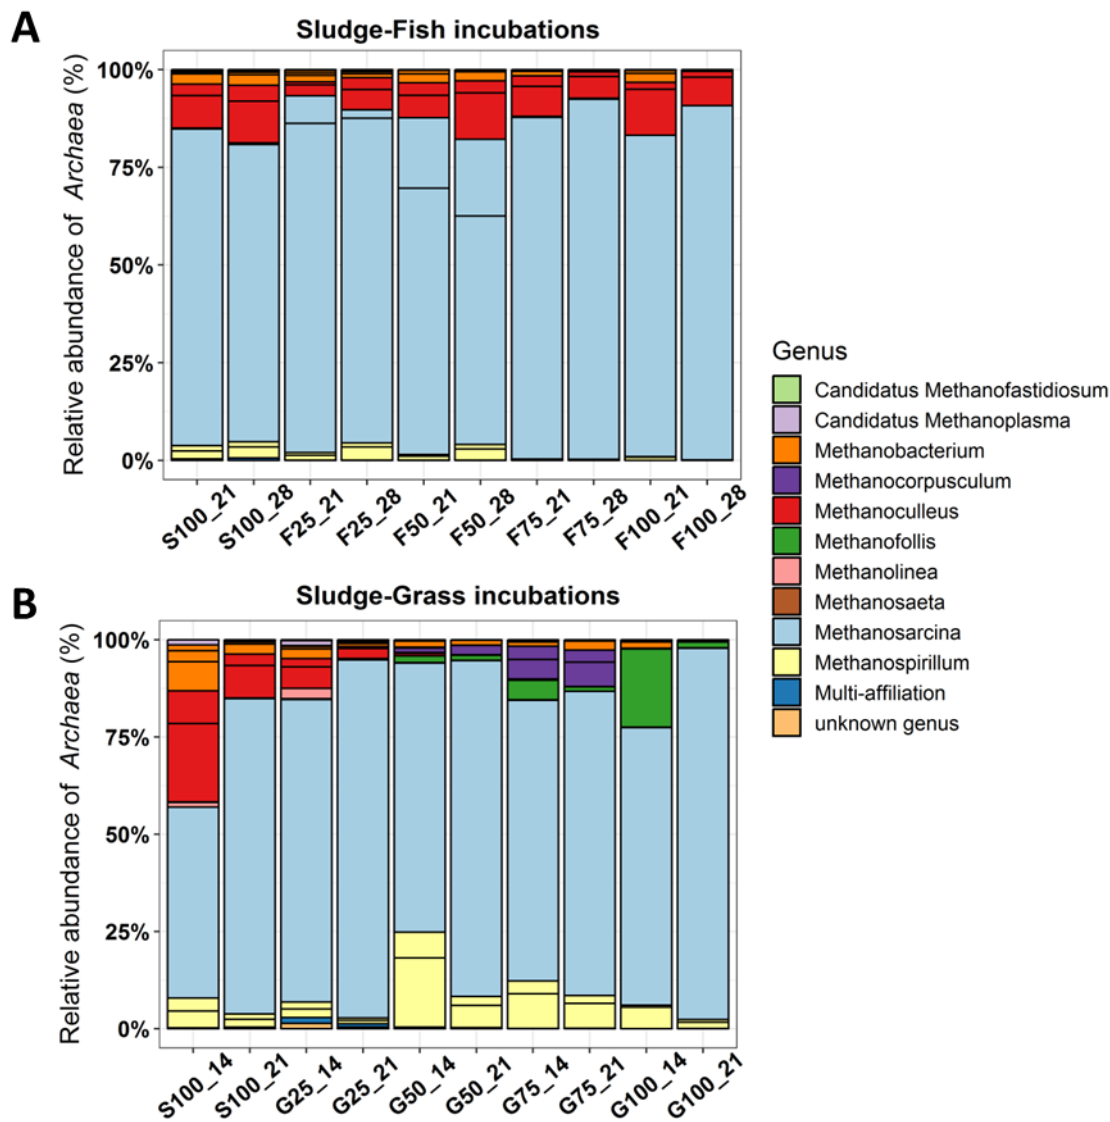 A
Sludge-Fish incubations
Relative abundance of Archaea (%)
100%
75%
50%
25%
0%
S100_21
S100_28
F25_21
F25_28
F50_21
F50_28
F75_21
F75_28
F100_21
F100_28
Genus
Candidatus Methanofastidiosum
Candidatus Methanoplasma
Methanobacterium
Methanocorpusculum
Methanoculleus
Methanofollis
Methanolinea
Methanosaeta
Methanosarcina
Methanospirillum
Multi-affiliation
unknown genus
B
Sludge-Grass incubations
Relative abundance of Archaea (%)
100%
75%
50%
25%
0%
S100_14
S100_21
G25_14
G25_21
G50_14
G50_21
G75_14
G75_21
G100_14
G100_21